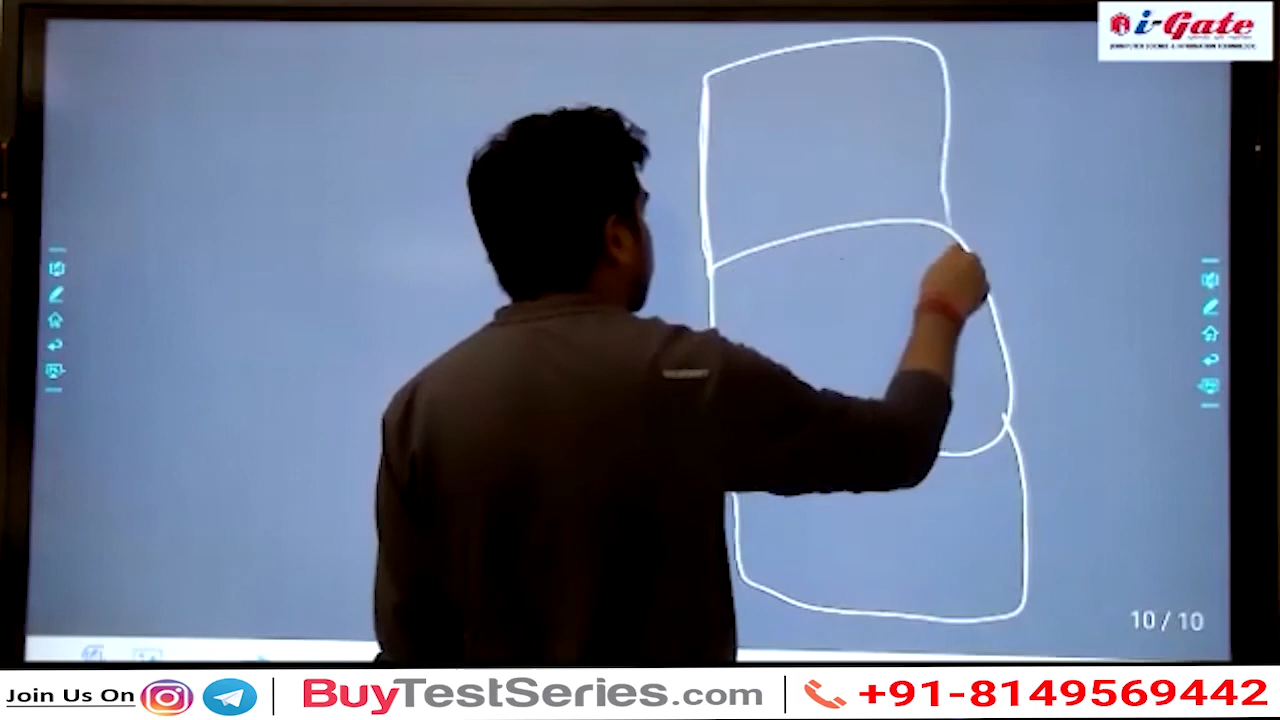 i-Gate
10 / 10
Join Us On
BuyTestSeries.com
+91-8149569442